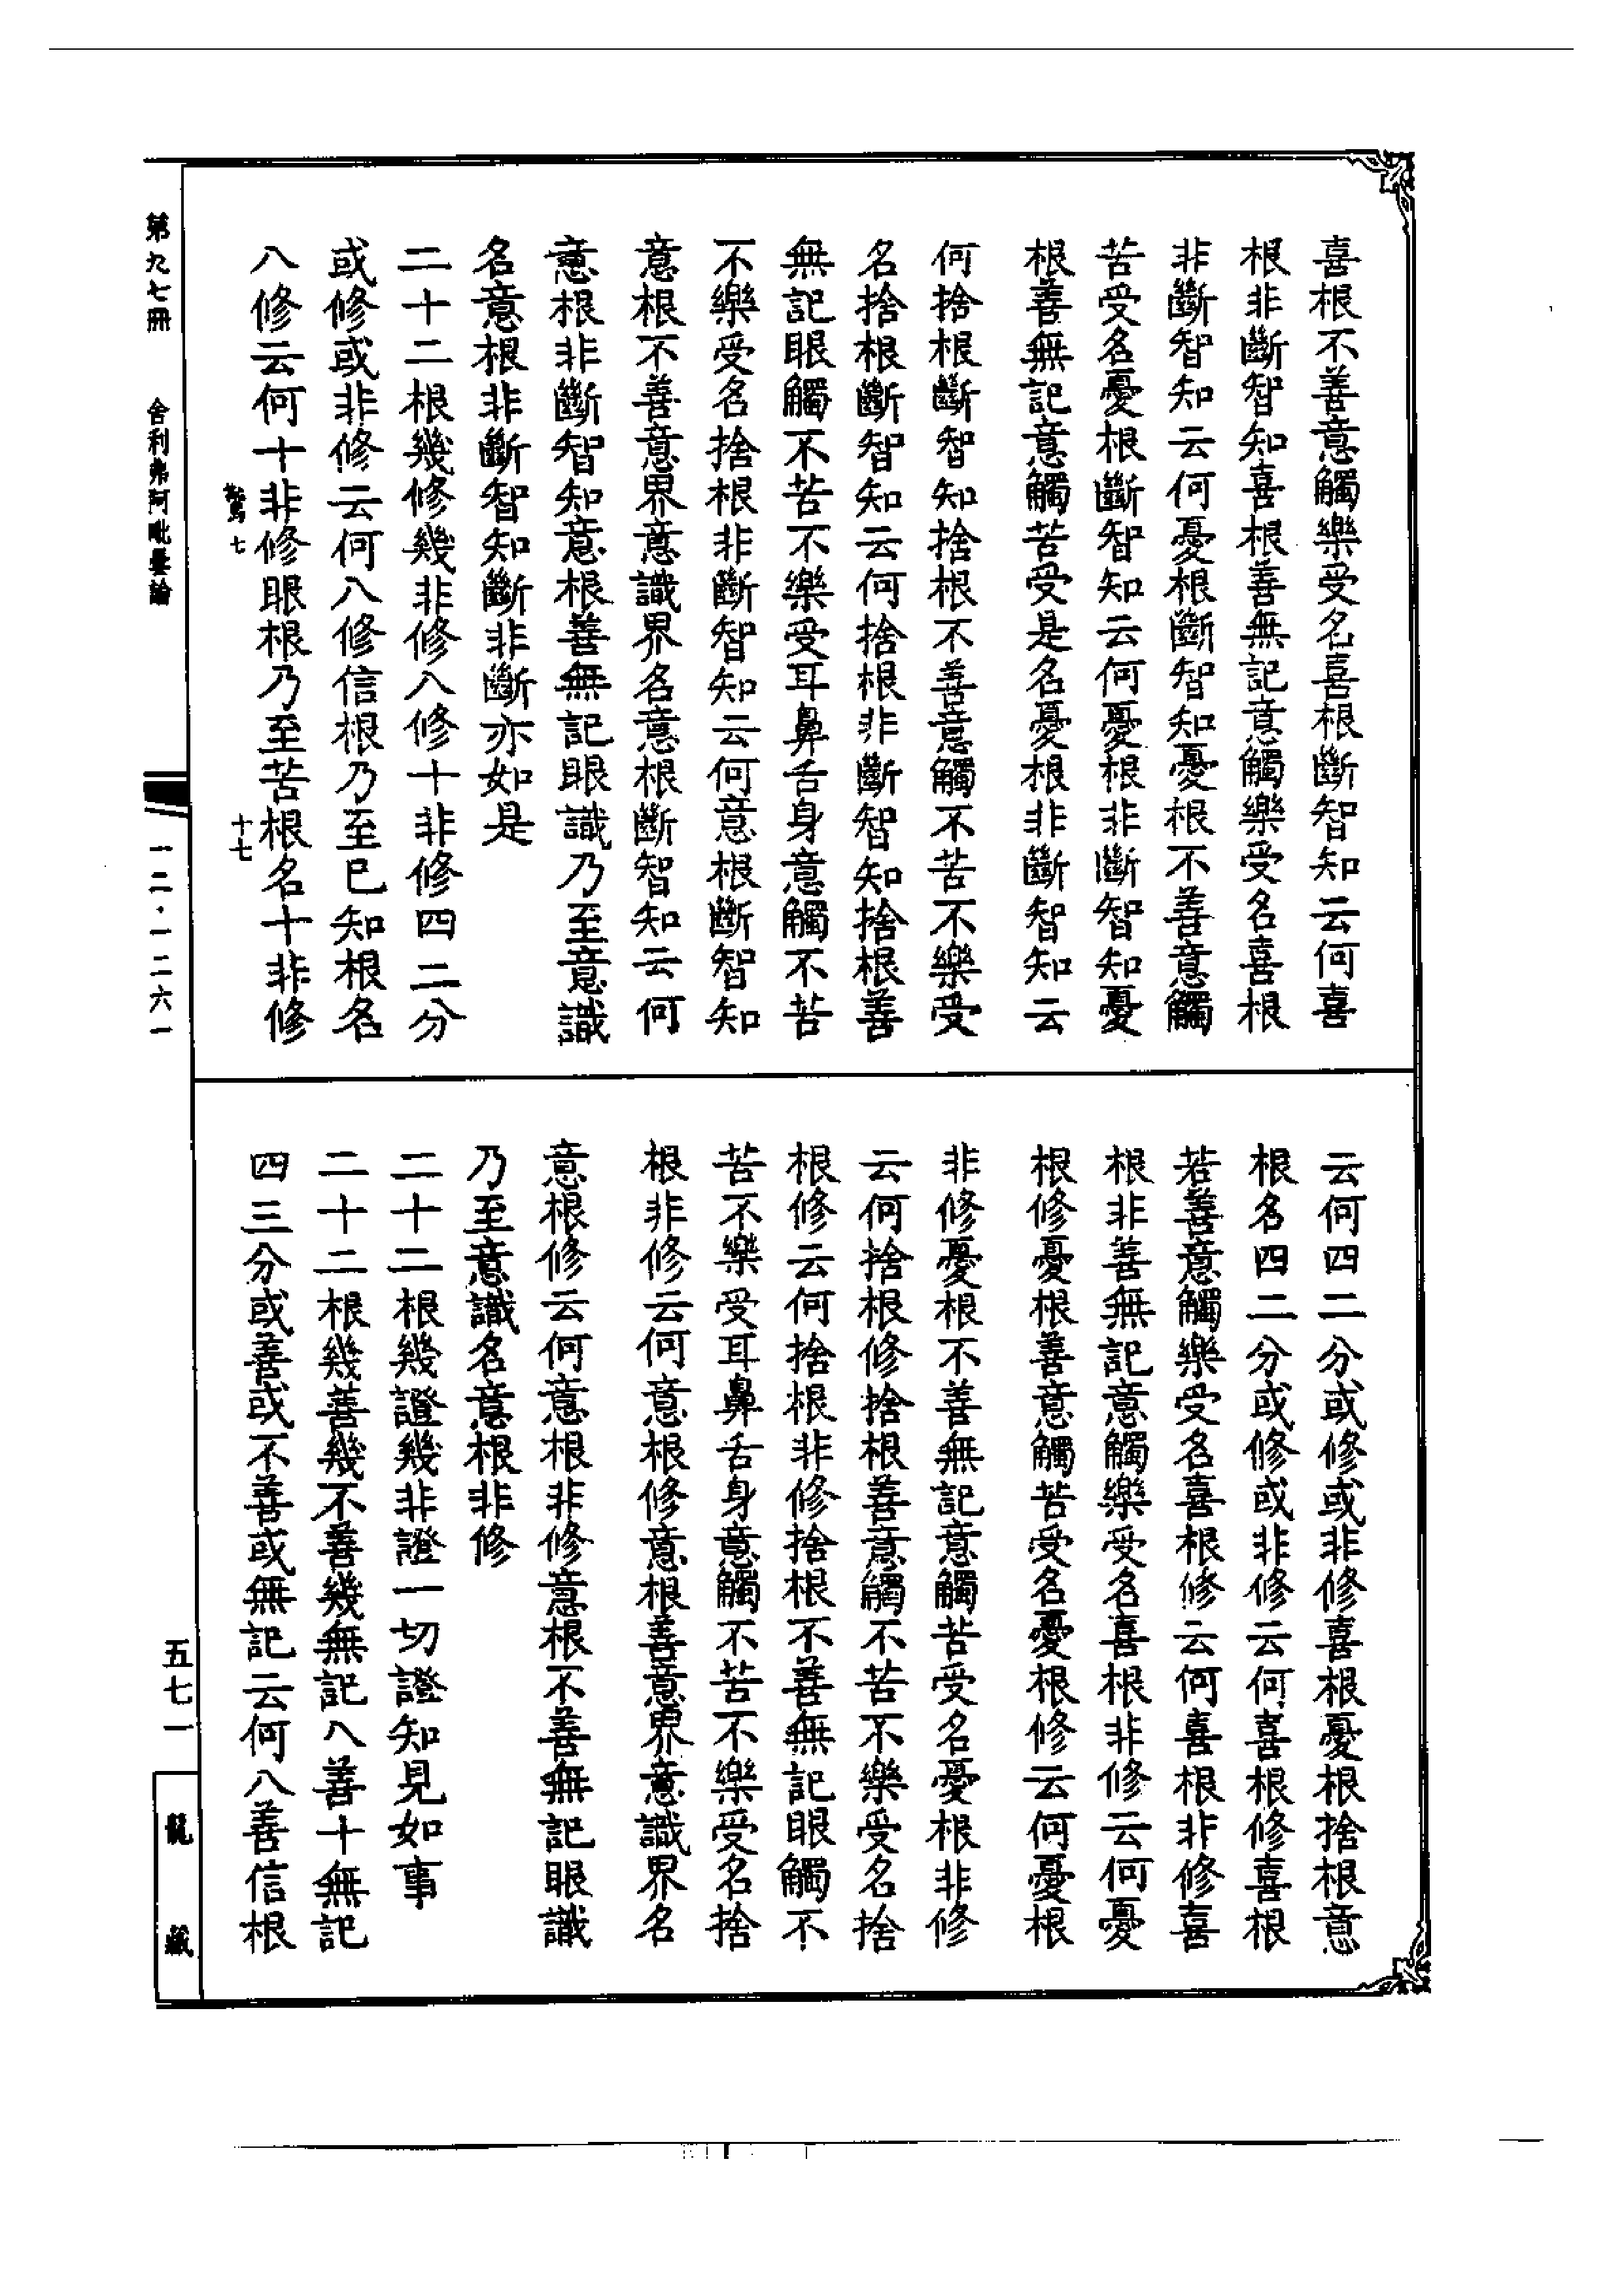 喜根不善意觸樂受名喜根斷智知云何喜
根非斷智知喜根善無記意觸樂受名喜根
非斷智知云何憂根斷智知憂根不善意觸
苦受名憂根斷智知云何憂根非斷智知憂
根善無記意觸苦受是名憂根非斷智知云
何捨根斷智知捨根不善意觸不苦不樂受
名捨根斷智知云何捨根非斷智知捨根善
無記眼觸不苦不樂受耳鼻舌身意觸不苦
不樂受名捨根非斷智知云何意根斷智知
意根不善意界意識界名意根斷智知云何
意根非斷智知意根善無記眼識乃至意識
名意根非斷智知斷非斷亦如是
二十二根幾修幾非修八修十非修四二分
或修或非修云何八修信根乃至已知根名
八修云何十非修眼根乃至苦根名十非修
云何四二分或修或非修喜根憂根捨根意
根名四二分或修或非修云何喜根修喜根
若善意觸樂受名喜根修云何喜根非修喜
根非善無記意觸樂受名喜根非修云何憂
根修憂根善意觸苦受名憂根修云何憂根
非修憂根不善無記意觸苦受名憂根非修
云何捨根修捨根善意觸不苦不樂受名捨
根修云何捨根非修捨根不善無記眼觸不
苦不樂受耳鼻舌身意觸不苦不樂受名捨
根非修云何意根修意根善意界意識界名
意根修云何意根非修意根不善無記眼識
乃至意識名意根非修
二十二根幾證幾非證一切證知見如事
二十二根幾善幾不善幾無記八善十無記
四三分或善或不善或無記云何八善信根
第九七冊 舍利弗阿毗曇論
七
十七
一二·一二六一
五七一
龍藏